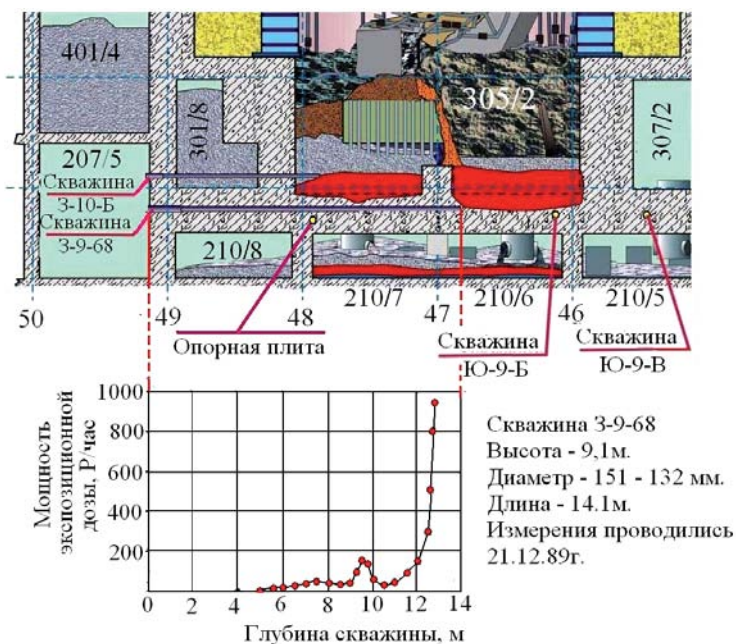 401/4
301/8
305/2
307/2
207/5
Скважина
З-10-Б
Скважина
З-9-68
210/8
210/7
210/6
210/5
50
49
48
47
46
Опорная плита
Скважина
Ю-9-Б
Скважина
Ю-9-В
Мощность
экспозиционной
дозы, Р/час
1000
800
600
400
200
0
2
4
6
8
10
12
14
Глубина скважины, м
Скважина З-9-68
Высота - 9,1м.
Диаметр - 151 - 132 мм.
Длина - 14.1м.
Измерения проводились
21.12.89г.